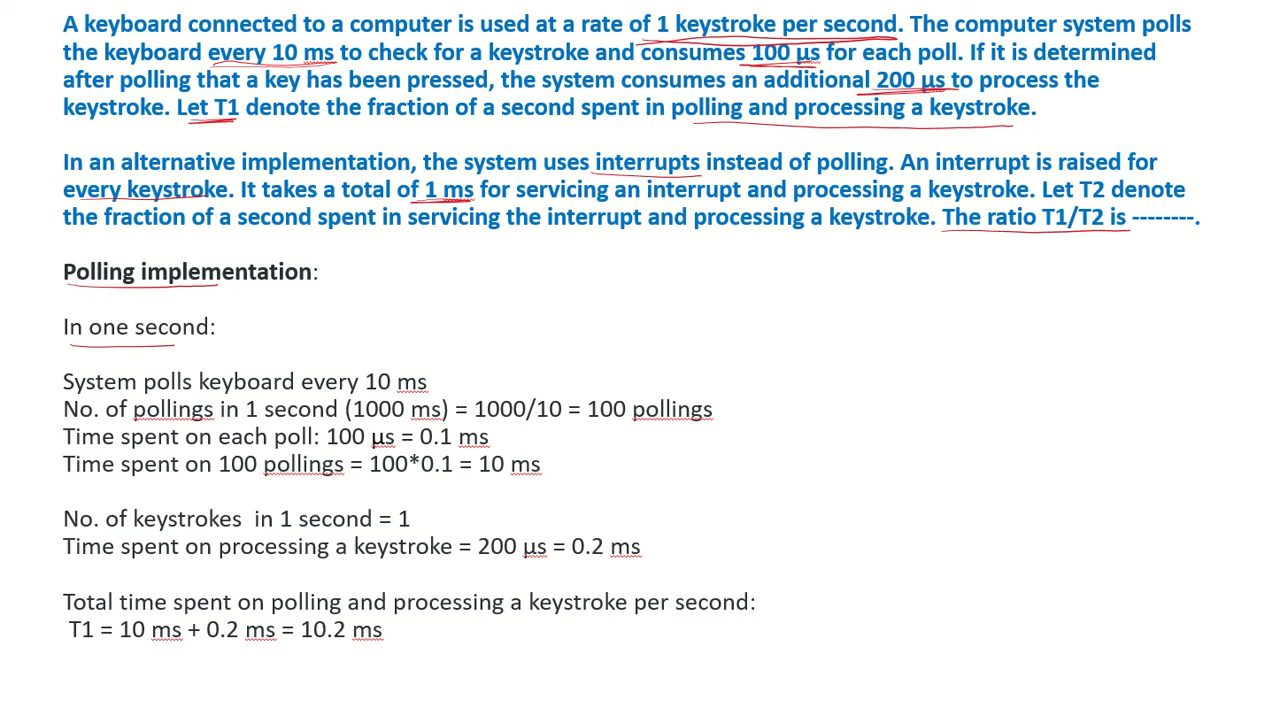 A keyboard connected to a computer is used at a rate of 1 keystroke per second. The computer system polls
the keyboard every 10 ms to check for a keystroke and consumes 100 µs for each poll. If it is determined
after polling that a key has been pressed, the system consumes an additional 200 µs to process the
keystroke. Let T1 denote the fraction of a second spent in polling and processing a keystroke.
In an alternative implementation, the system uses interrupts instead of polling. An interrupt is raised for
every keystroke. It takes a total of 1 ms for servicing an interrupt and processing a keystroke. Let T2 denote
the fraction of a second spent in servicing the interrupt and processing a keystroke. The ratio T1/T2 is --------.
Polling implementation:
In one second:
System polls keyboard every 10 ms
No. of pollings in 1 second (1000 ms) = 1000/10 = 100 pollings
Time spent on each poll: 100 µs = 0.1 ms
Time spent on 100 pollings = 100*0.1 = 10 ms
No. of keystrokes  in 1 second = 1
Time spent on processing a keystroke = 200 µs = 0.2 ms
Total time spent on polling and processing a keystroke per second:
T1 = 10 ms + 0.2 ms = 10.2 ms